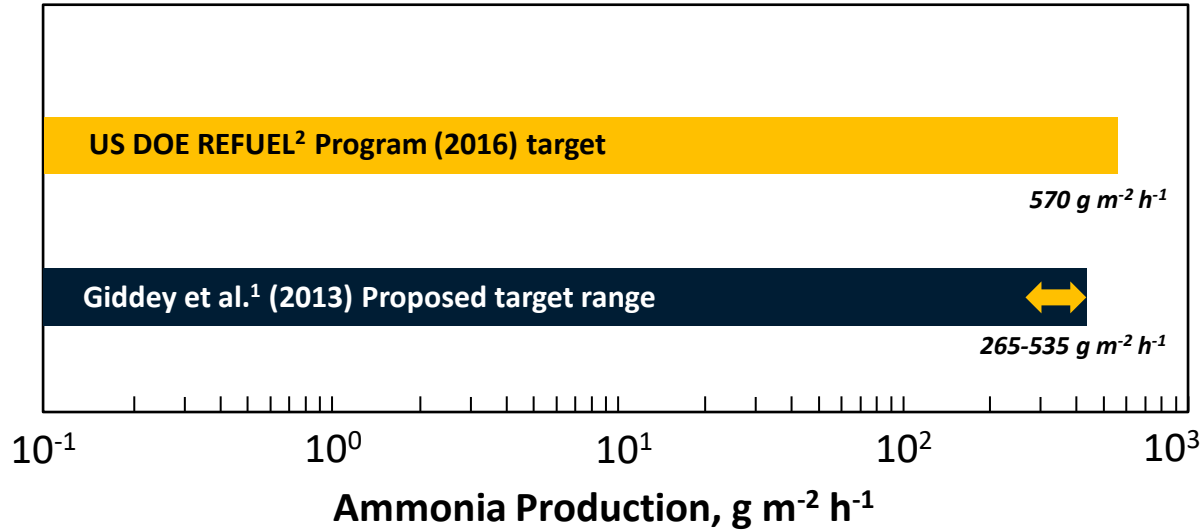 US DOE REFUEL² Program (2016) target
570 g m⁻² h⁻¹
Giddey et al.¹ (2013) Proposed target range
265-535 g m⁻² h⁻¹
10⁻¹ 10⁰ 10¹ 10² 10³
Ammonia Production, g m⁻² h⁻¹